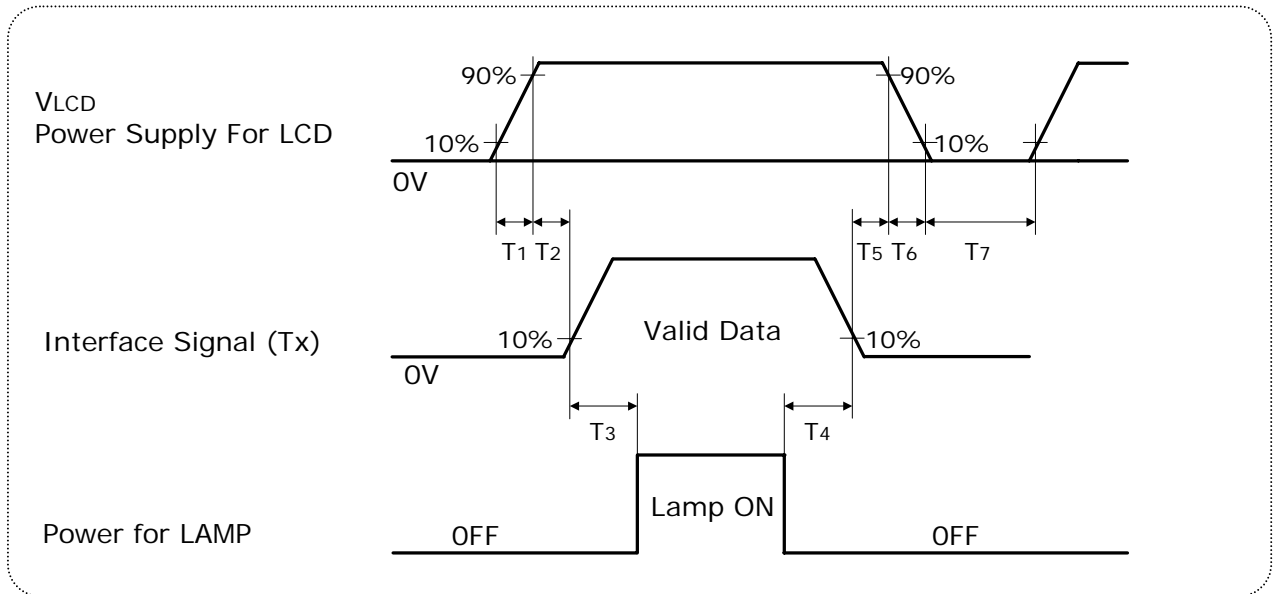 90%
90%
VLCD
Power Supply For LCD
10%
10%
0V
T1 T2
T5 T6 T7
Interface Signal (Tx)
10%
Valid Data
10%
0V
T3
T4
Lamp ON
Power for LAMP
OFF
OFF